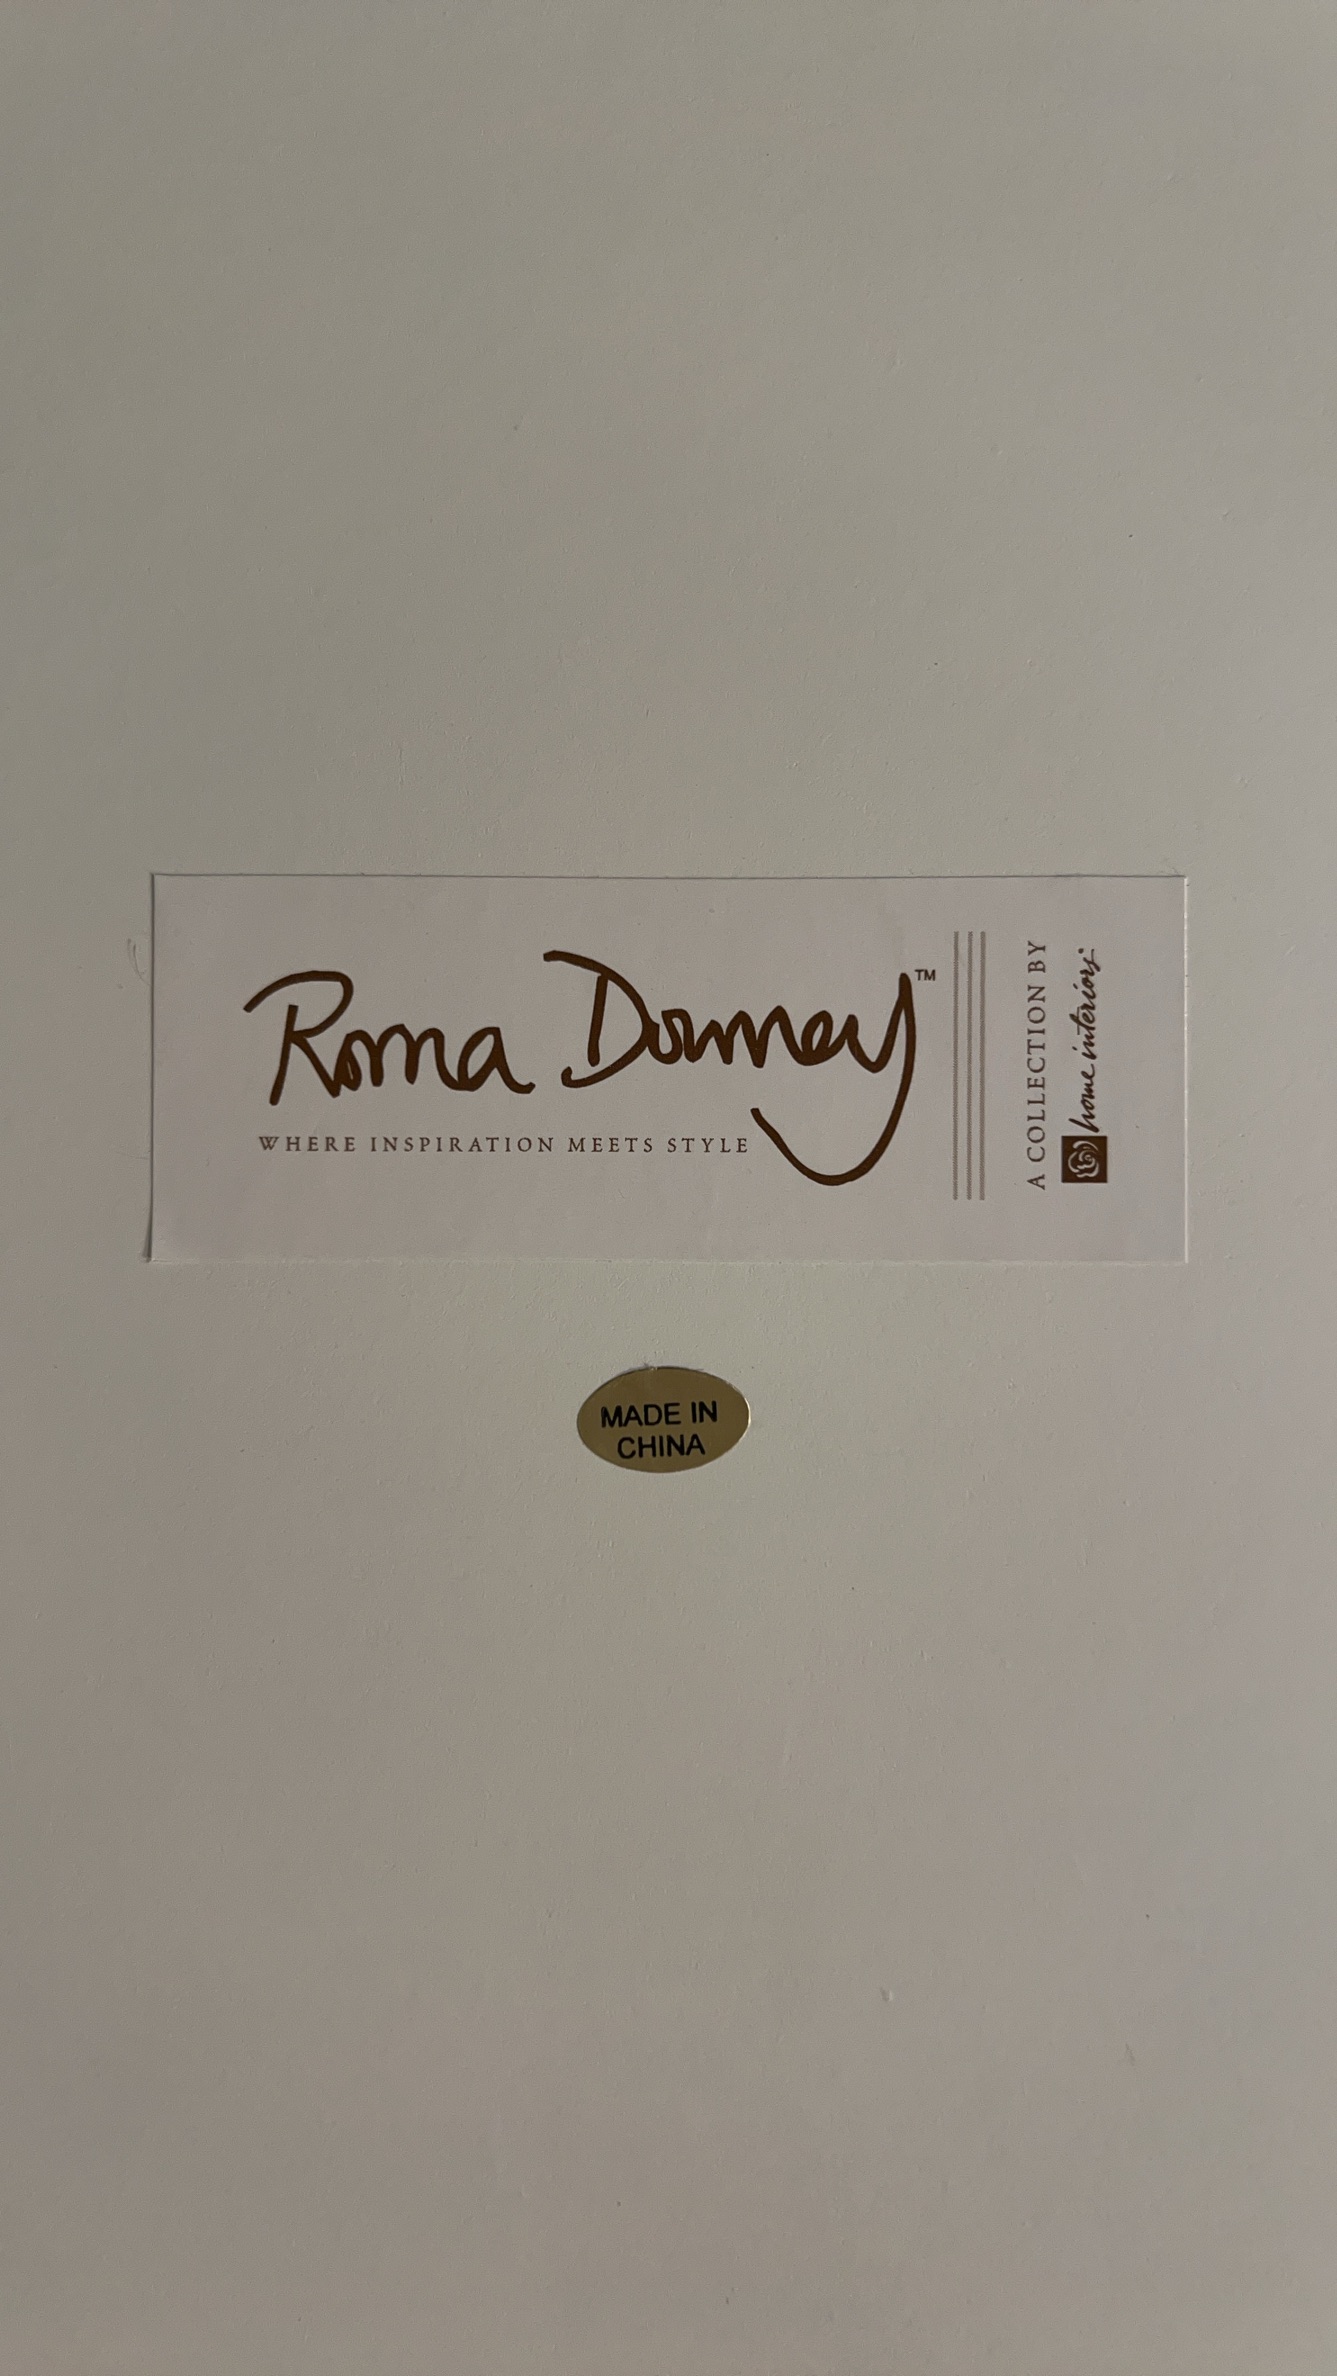 Roma Downey™
WHERE INSPIRATION MEETS STYLE
A COLLECTION BY
home interiors
MADE IN
CHINA